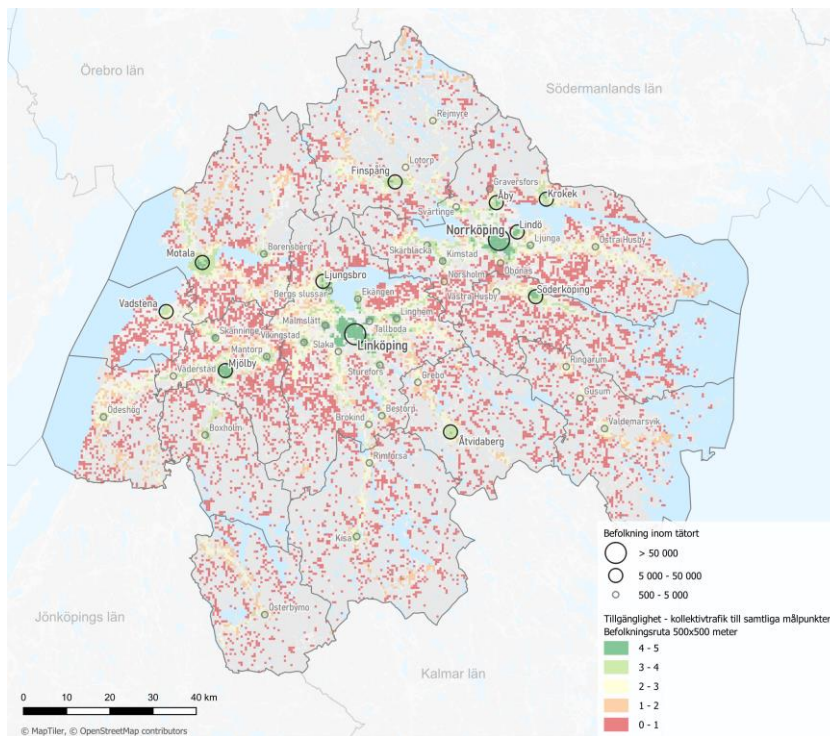 Örebro län
Södermanlands län
Rejmyre
Lotorp
Finspång
Graversfors
Krokek
Åby
Svärtinge
Lindö
Norrköping
Borensberg
Skärblacka
Ljunga
Östra Husby
Motala
Kimstad
Öbonäs
Ljungsbro
Norsholm
Bergs slussar
Ekängen
Västra Husby
Söderköping
Vadstena
Linghem
Skänninge
Malmslätt
Tallboda
Vikingstad
Linköping
Mantorp
Slaka
Väderstad
Mjölby
Sturefors
Ringarum
Grebo
Ödeshög
Gusum
Bestorp
Brokind
Valdemarsvik
Boxholm
Åtvidaberg
Rimforsa
Kisa
Befolkning inom tätort
> 50 000
5 000 - 50 000
500 - 5 000
Österbymo
Jönköpings län
Tillgänglighet - kollektivtrafik till samtliga målpunkter
Befolkningsruta 500x500 meter
4 - 5
3 - 4
2 - 3
1 - 2
0 - 1
Kalmar län
0 10 20 30 40 km
© MapTiler, © OpenStreetMap contributors